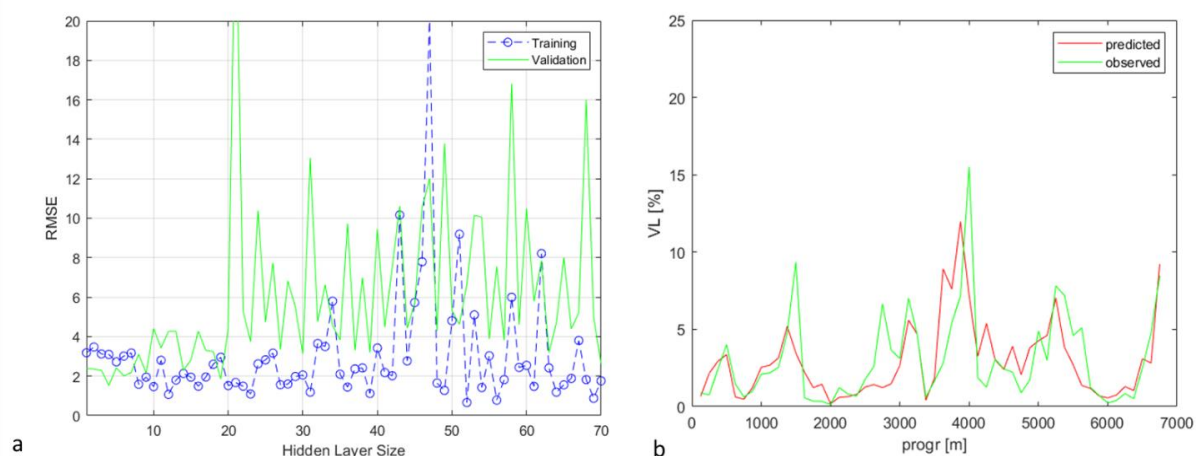 20
18
16
14
12
10
8
6
4
2
0
RMSE
10 20 30 40 50 60 70
Hidden Layer Size
Training
Validation
a
25
20
15
10
5
0
VL [%]
0 1000 2000 3000 4000 5000 6000 7000
progr [m]
predicted
observed
b